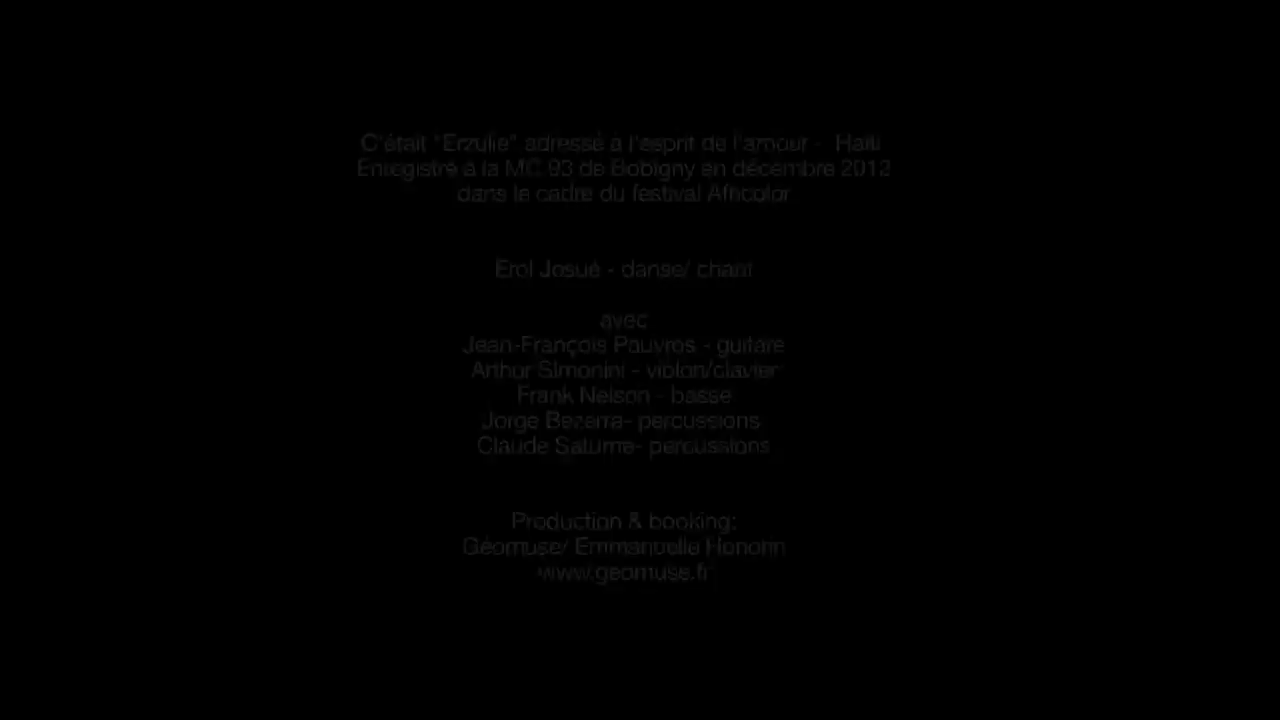 C'était "Erzulie" adressé à l'esprit de l'amour - Haïti
Enregistré à la MC 93 de Bobigny en décembre 2012
dans le cadre du festival Africolor
Erol Josué - danse/ chant
avec
Jean-François Pauvros - guitare
Arthur Simonini - violon/clavier
Frank Nelson - basse
Jorge Bezerra- percussions
Claude Saturne- percussions
Production & booking:
Géomuse/ Emmanuelle Honorin
www.geomuse.fr